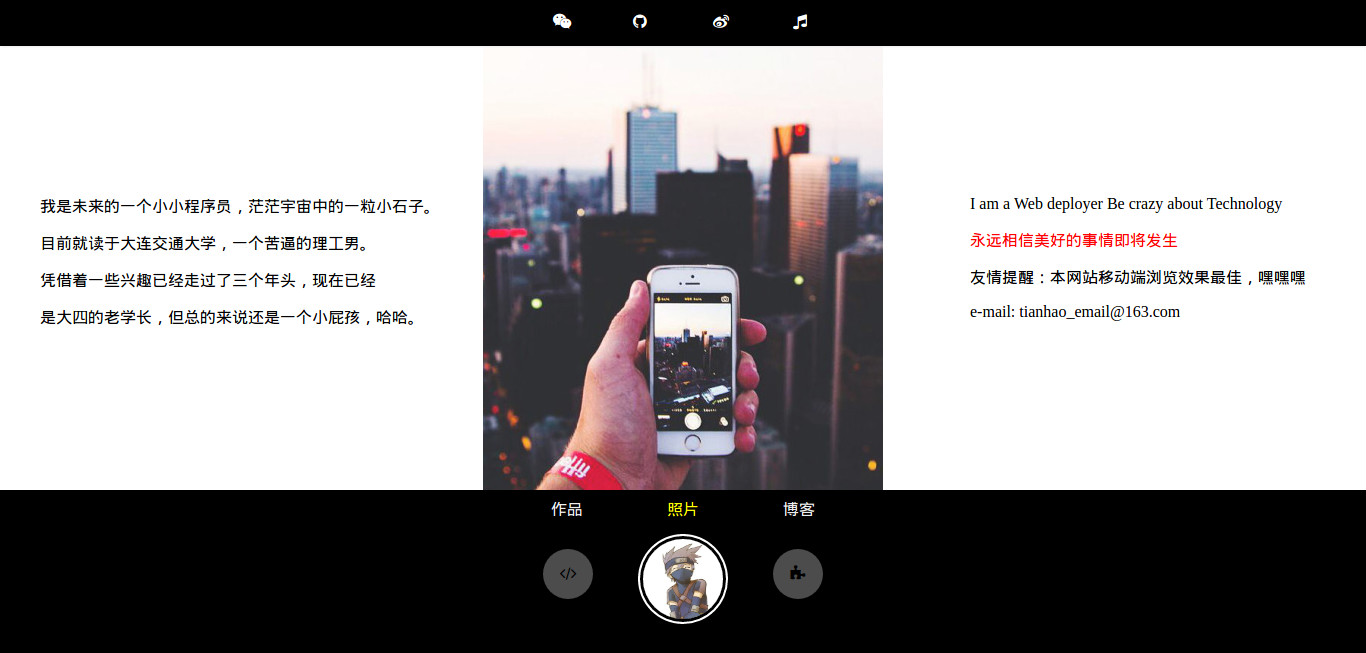 我是未来的一个小小程序员，茫茫宇宙中的一粒小石子。
目前就读于大连交通大学，一个苦逼的理工男。
凭借着一些兴趣已经走过了三个年头，现在已经
是大四的老学长，但总的来说还是一个小屁孩，哈哈。
I am a Web deployer Be crazy about Technology
永远相信美好的事情即将发生
友情提醒：本网站移动端浏览效果最佳，嘿嘿嘿
e-mail: tianhao_email@163.com
作品
照片
博客